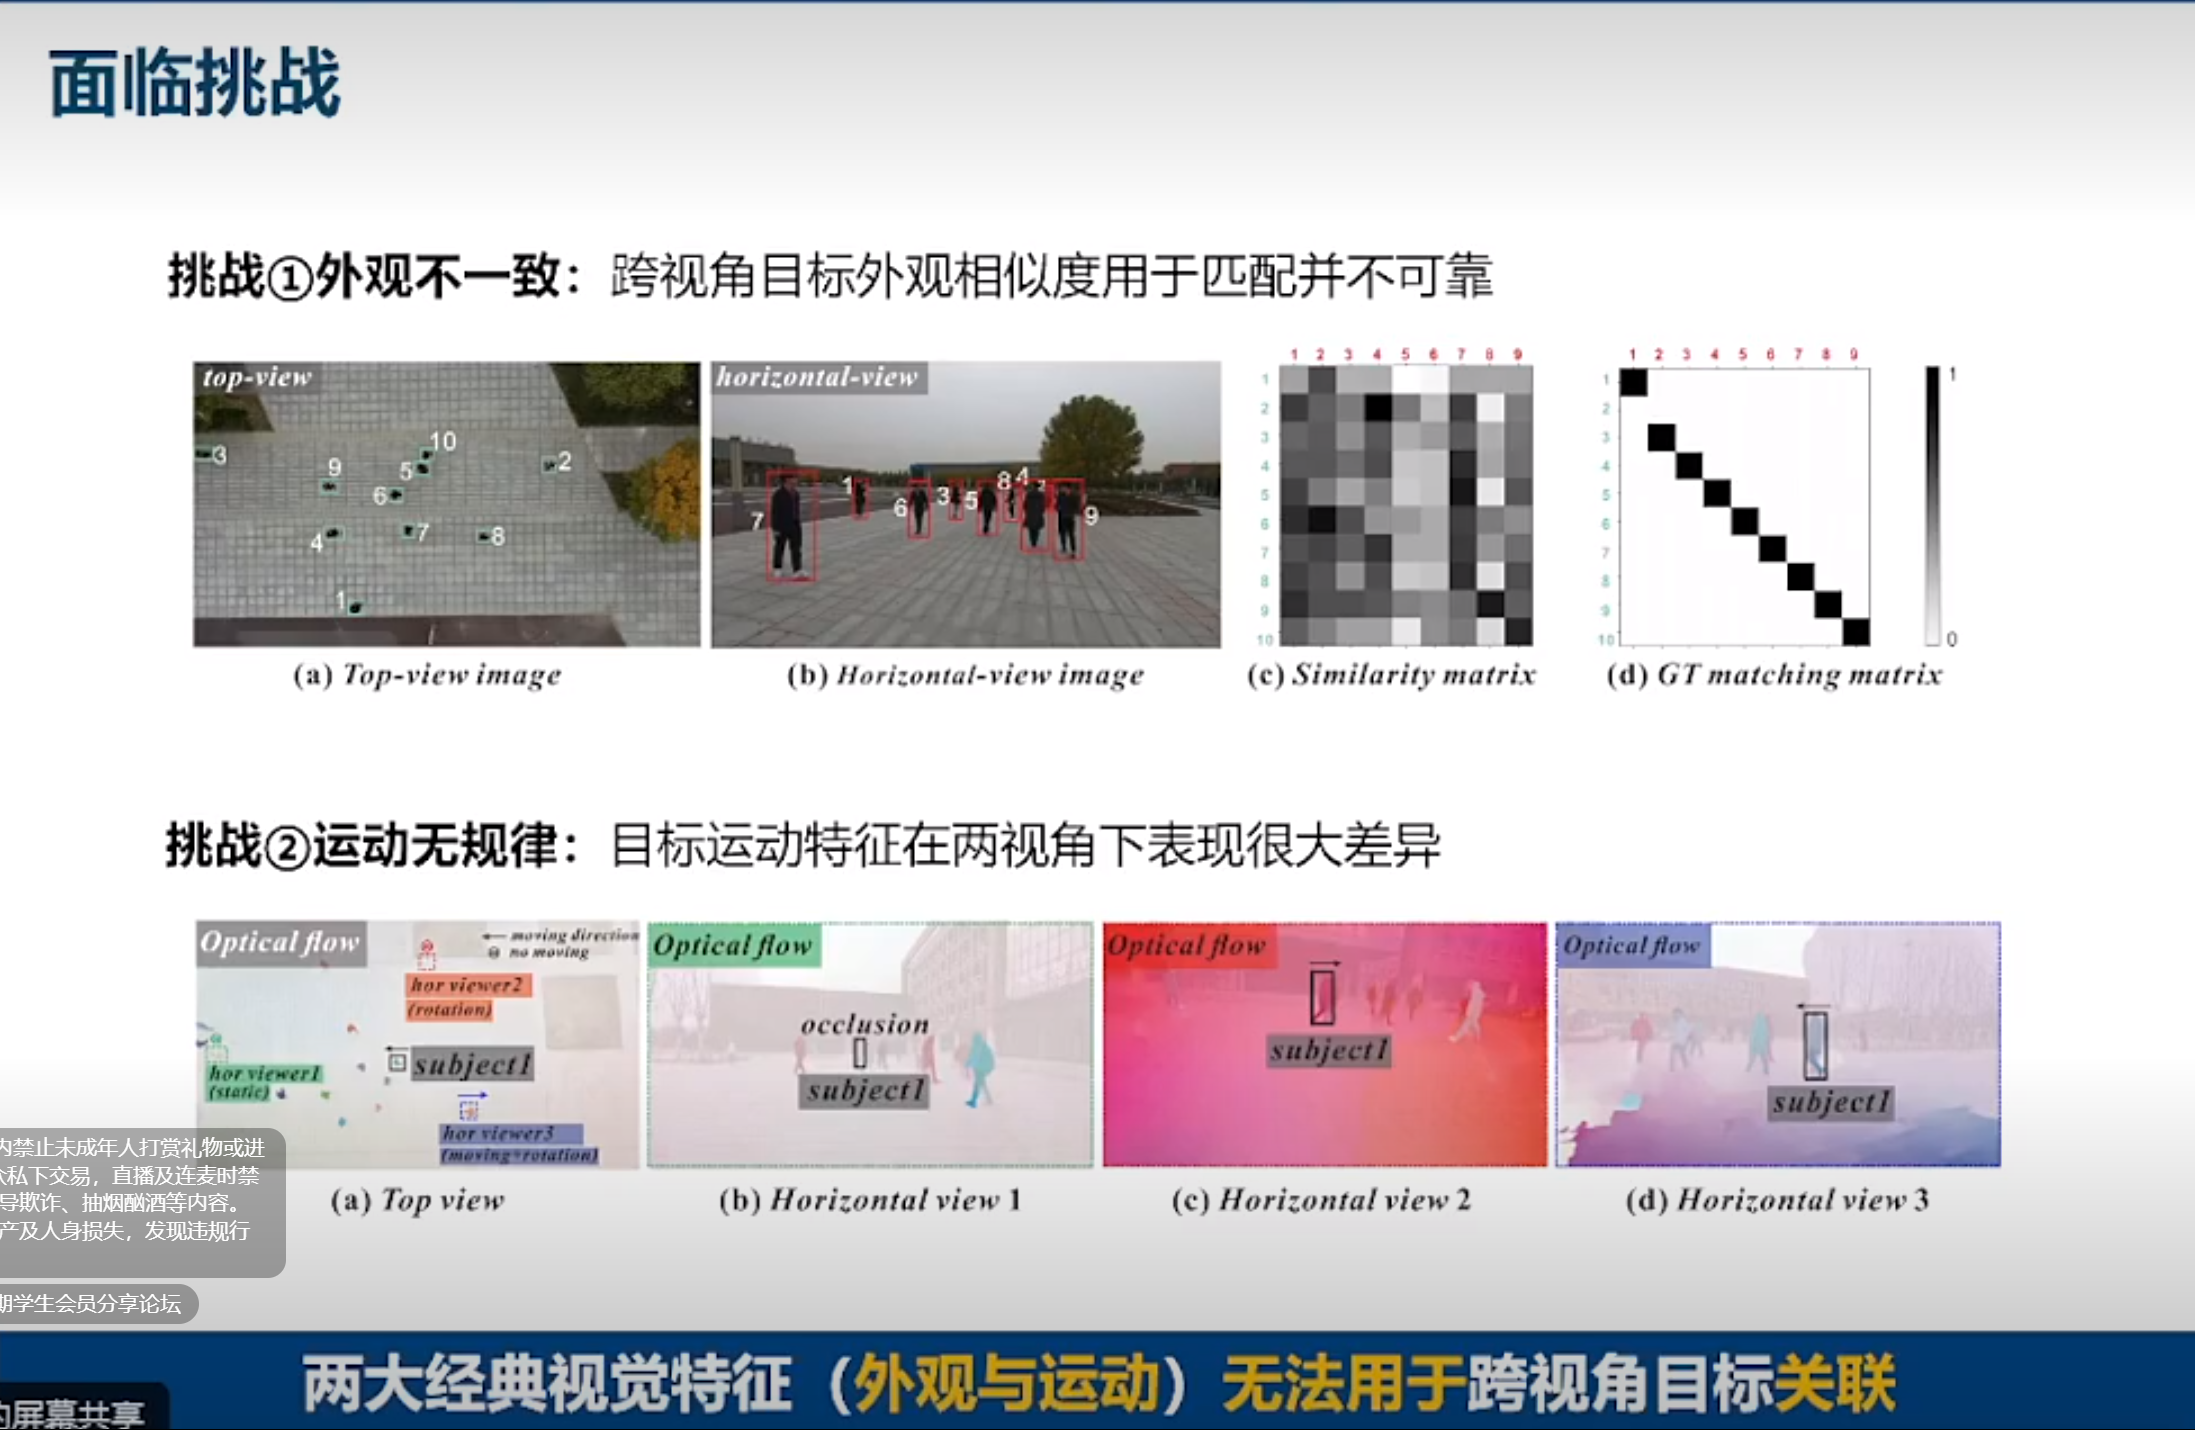 面临挑战
挑战①外观不一致：跨视角目标外观相似度用于匹配并不可靠
top-view
3
10
9
5
2
6
4
7
8
1
horizontal-view
7
1
6
3
5
8
4
9
1 2 3 4 5 6 7 8 9
1
2
3
4
5
6
7
8
9
10
1 2 3 4 5 6 7 8 9
1
2
3
4
5
6
7
8
9
10
1
0
(a) Top-view image
(b) Horizontal-view image
(c) Similarity matrix
(d) GT matching matrix
挑战②运动无规律：目标运动特征在两视角下表现很大差异
Optical flow
moving direction
no moving
hor viewer2
(rotation)
subject1
hor viewer1
(static)
hor viewer3
(moving+rotation)
Optical flow
occlusion
subject1
Optical flow
subject1
Optical flow
subject1
(a) Top view
(b) Horizontal view 1
(c) Horizontal view 2
(d) Horizontal view 3
内禁止未成年人打赏礼物或进
私下交易，直播及连麦时禁
导欺诈、抽烟酗酒等内容。
产及人身损失，发现违规行
期学生会员分享论坛
两大经典视觉特征（外观与运动）无法用于跨视角目标关联
的屏幕共享